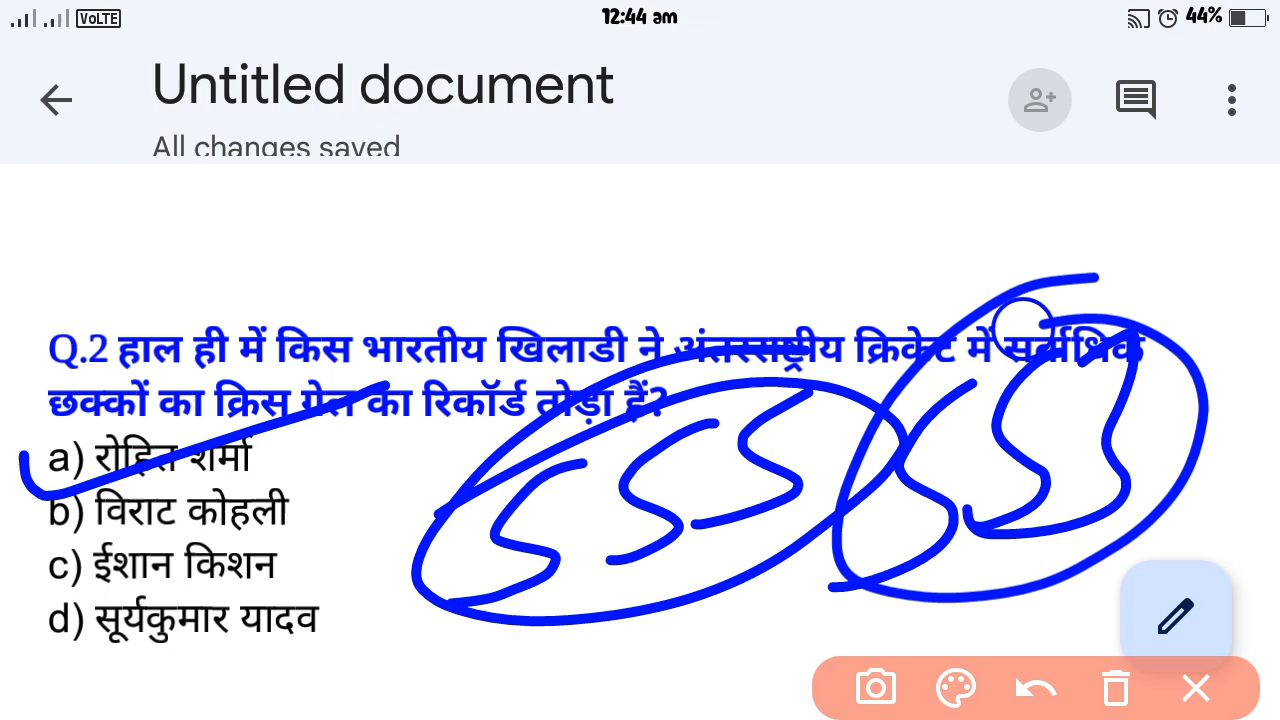 VoLTE 12:44 am 44%
Untitled document
All changes saved
Q.2 हाल ही में किस भारतीय खिलाडी ने अंतरराष्ट्रीय क्रिकेट में सर्वाधिक
छक्कों का क्रिस गेल का रिकॉर्ड तोड़ा हैं?
a) रोहित शर्मा
b) विराट कोहली
c) ईशान किशन
d) सूर्यकुमार यादव